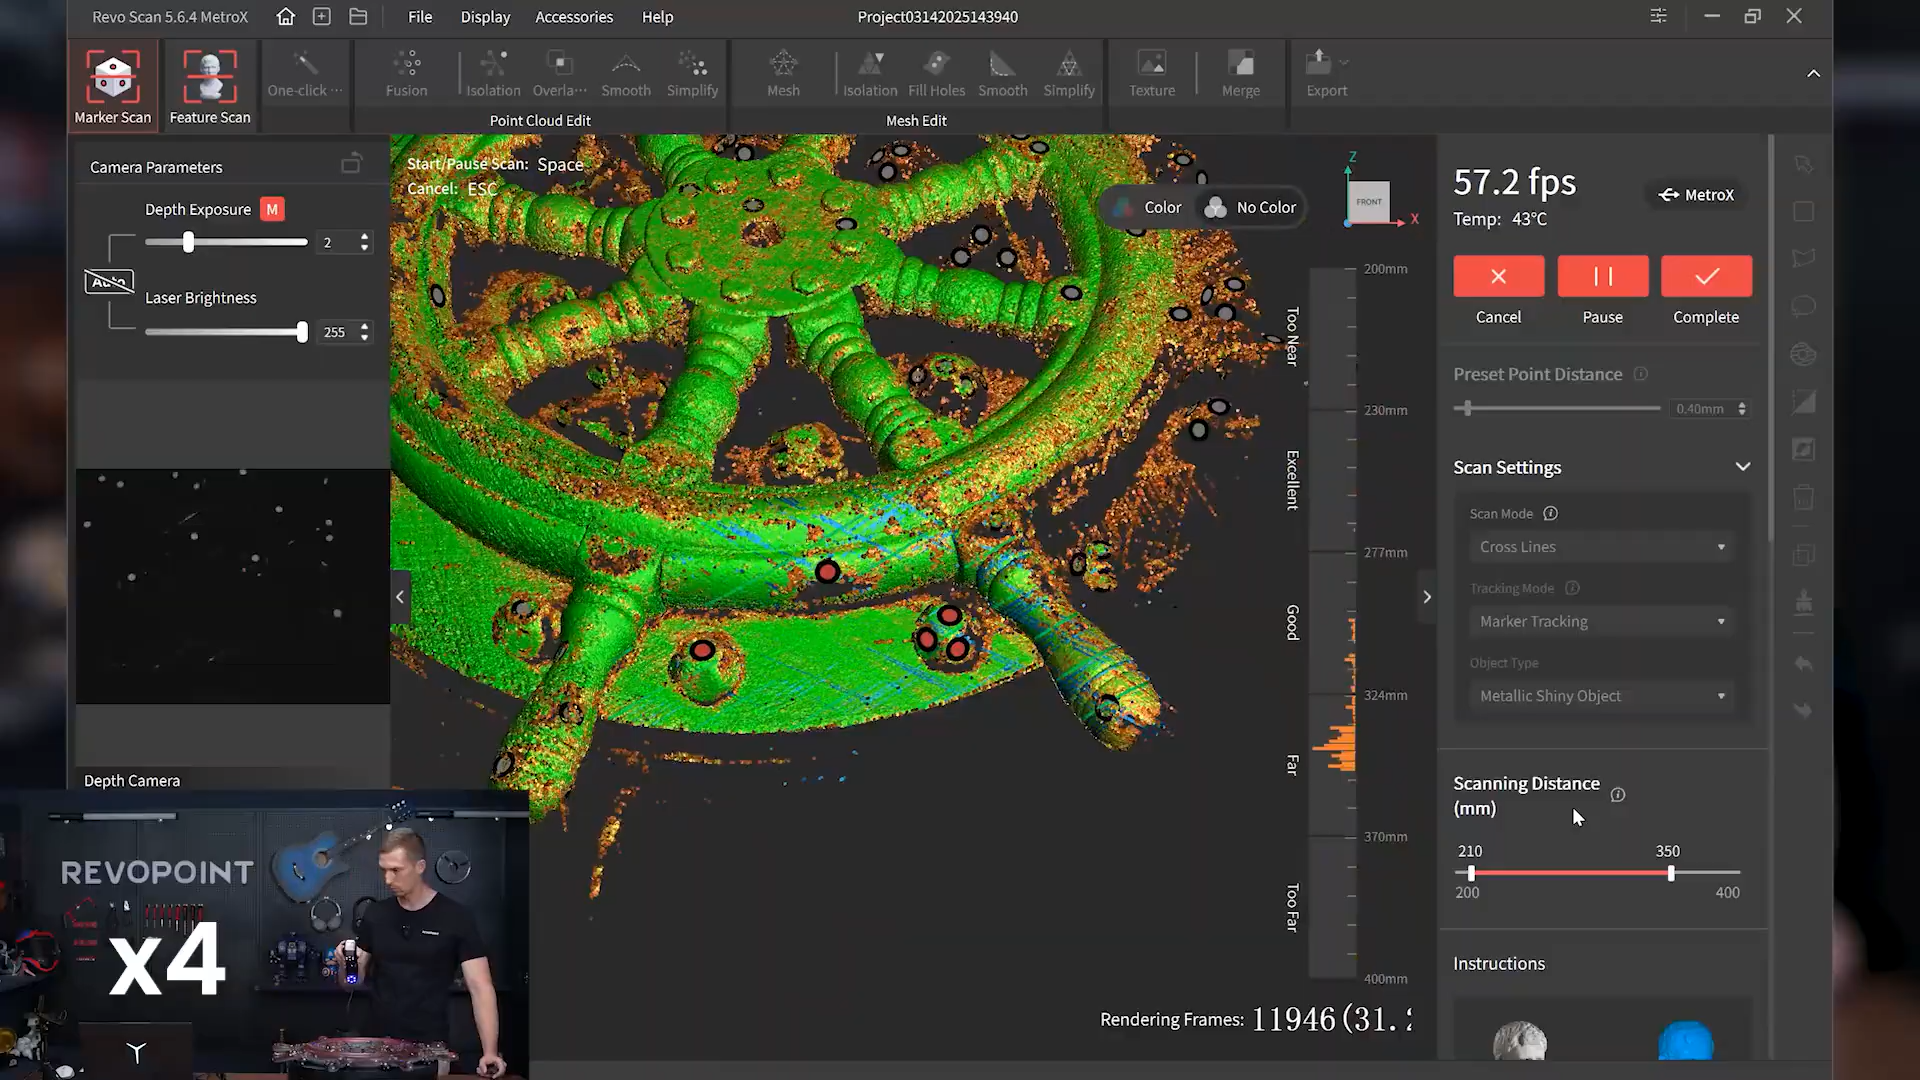 Revo Scan 5.6.4 MetroX
File
Display
Accessories
Help
Project03142025143940
Marker Scan
Feature Scan
One-click ···
Fusion
Isolation
Overla···
Smooth
Simplify
Point Cloud Edit
Mesh
Isolation
Fill Holes
Smooth
Simplify
Mesh Edit
Texture
Merge
Export
Camera Parameters
Depth Exposure M
2
Auto
Laser Brightness
255
Depth Camera
Start/Pause Scan: Space
Cancel: ESC
Color
No Color
Z
FRONT
X
200mm
Too Near
230mm
Excellent
277mm
Good
324mm
Far
370mm
Too Far
400mm
Rendering Frames: 11946(31.
57.2 fps
MetroX
Temp: 43°C
Cancel
Pause
Complete
Preset Point Distance
0.40mm
Scan Settings
Scan Mode
Cross Lines
Tracking Mode
Marker Tracking
Object Type
Metallic Shiny Object
Scanning Distance
(mm)
210
350
200
400
Instructions
REVOPOINT
x4